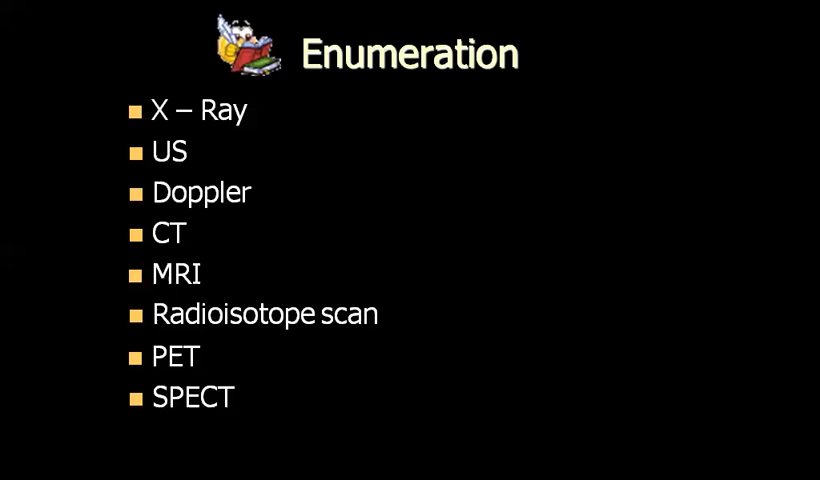 Enumeration
X – Ray
US
Doppler
CT
MRI
Radioisotope scan
PET
SPECT